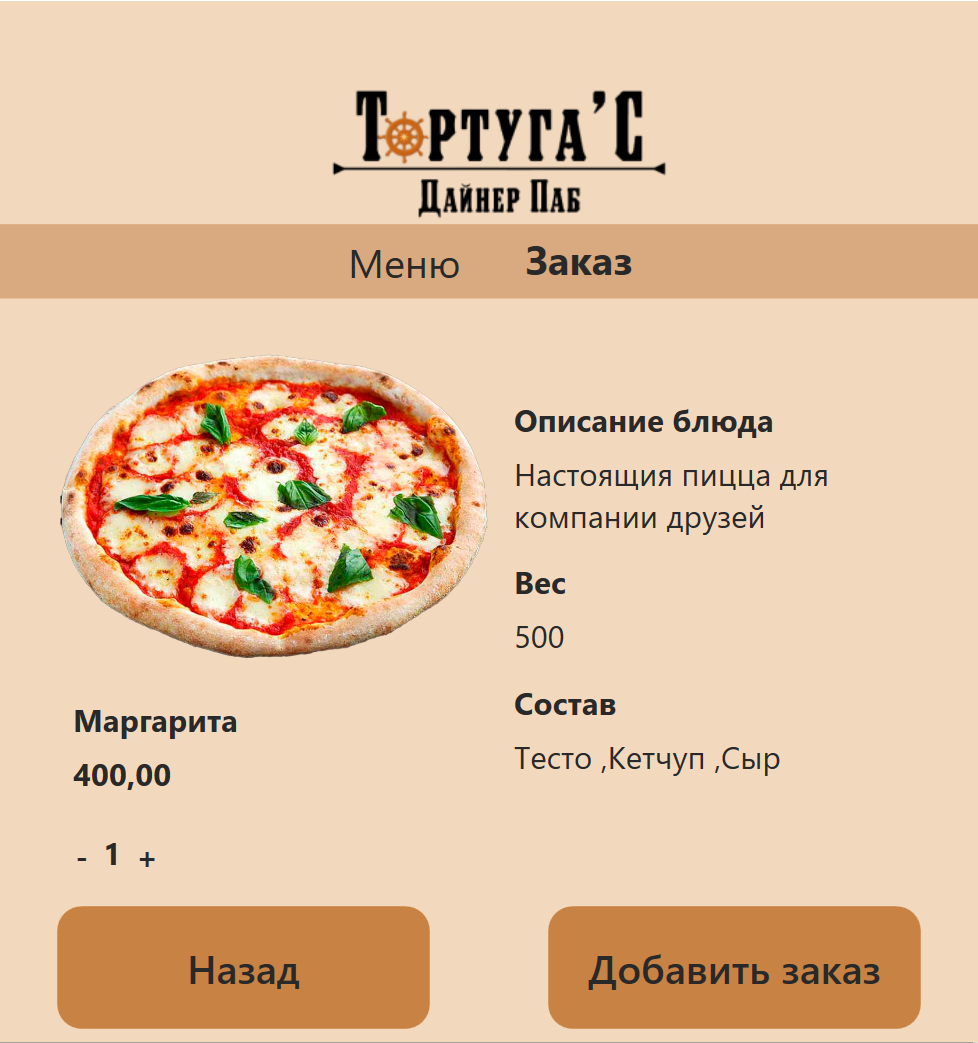 Тортуга'с
Дайнер Паб
Меню Заказ
Описание блюда
Настоящия пицца для
компании друзей
Вес
500
Состав
Тесто ,Кетчуп ,Сыр
Маргарита
400,00
- 1 +
Назад
Добавить заказ